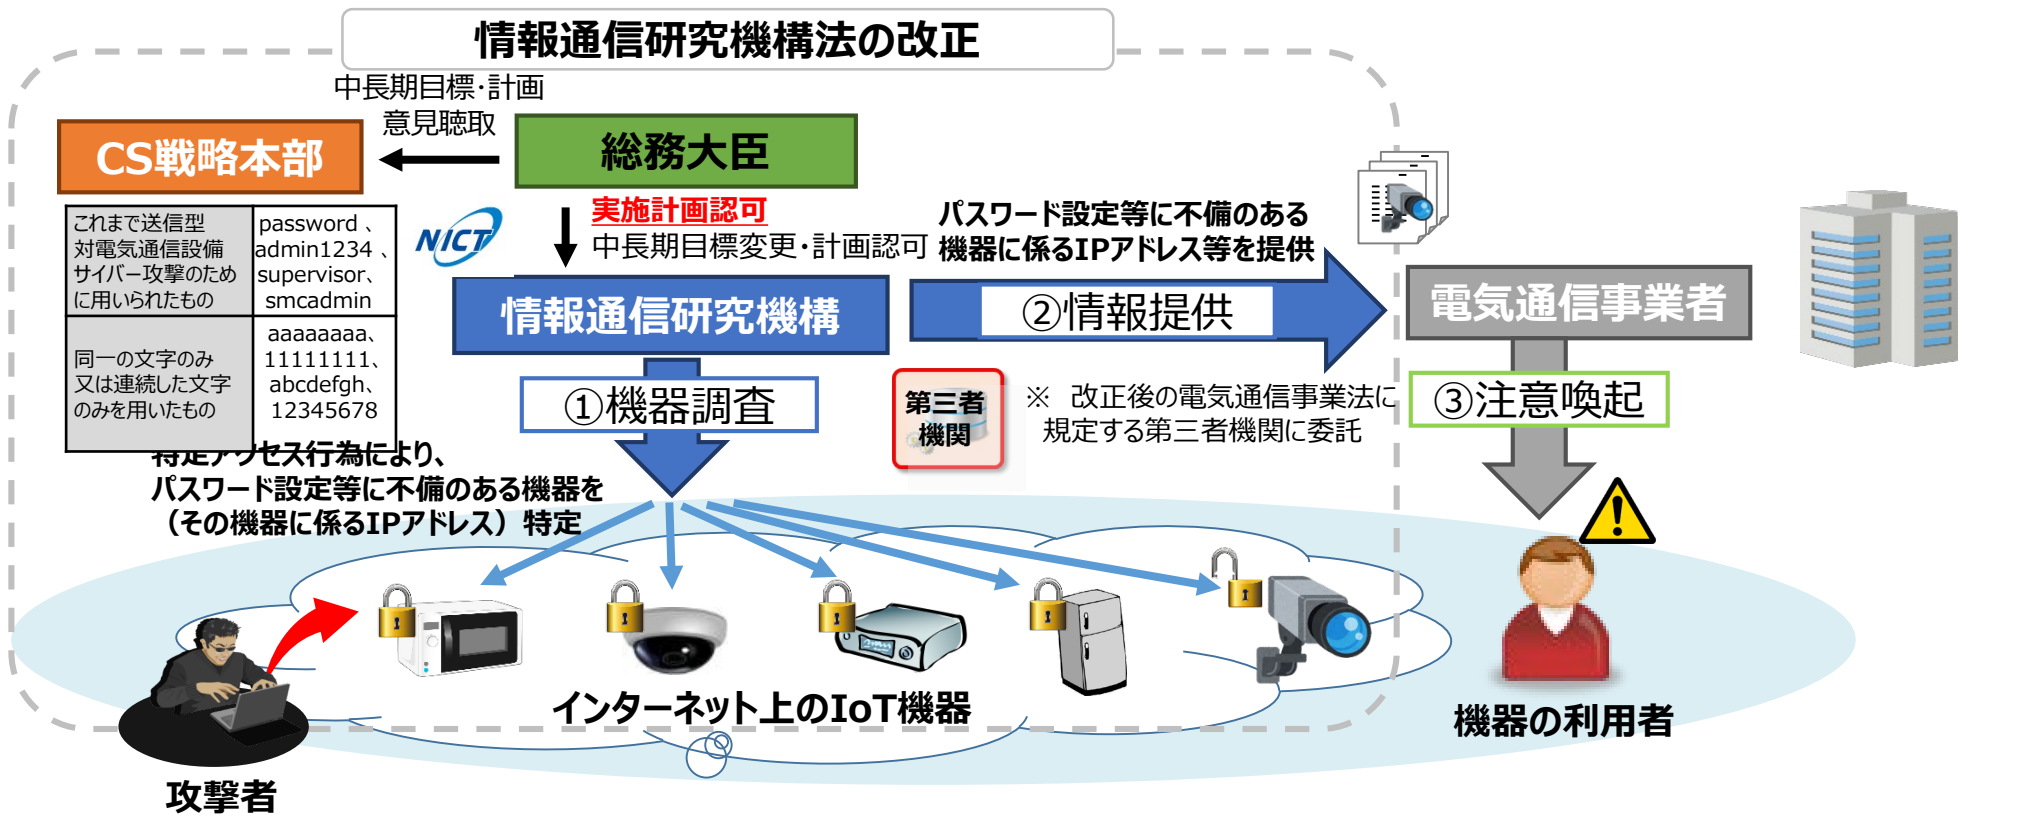 情報通信研究機構法の改正
中長期目標・計画
意見聴取
CS戦略本部
総務大臣
これまで送信型
対電気通信設備
サイバー攻撃のため
に用いられたもの
password 、
admin1234 、
supervisor、
smcadmin
同一の文字のみ
又は連続した文字
のみを用いたもの
aaaaaaaa、
11111111、
abcdefgh、
12345678
NICT
実施計画認可
中長期目標変更・計画認可
パスワード設定等に不備のある
機器に係るIPアドレス等を提供
情報通信研究機構
②情報提供
電気通信事業者
①機器調査
第三者
機関
※ 改正後の電気通信事業法に
規定する第三者機関に委託
③注意喚起
特定アクセス行為により、
パスワード設定等に不備のある機器を
（その機器に係るIPアドレス）特定
インターネット上のIoT機器
機器の利用者
攻撃者